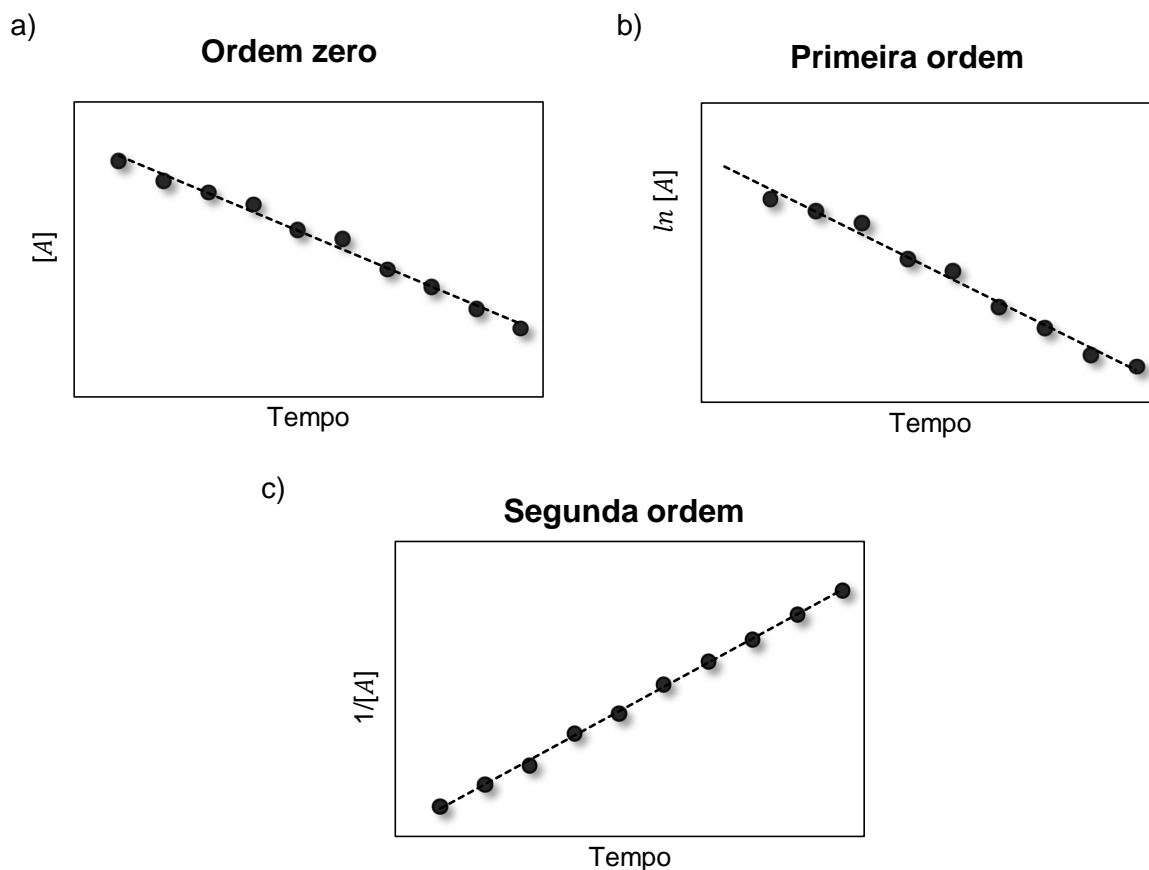 a)
Ordem zero
[A]
Tempo
b)
Primeira ordem
ln [A]
Tempo
c)
Segunda ordem
1/[A]
Tempo